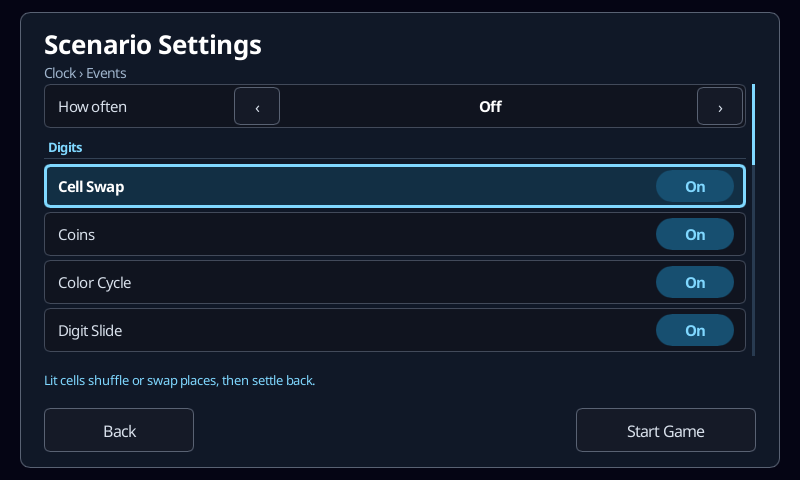 Scenario Settings
Clock › Events
How often ‹ Off ›
Digits
Cell Swap On
Coins On
Color Cycle On
Digit Slide On
Lit cells shuffle or swap places, then settle back.
Back Start Game